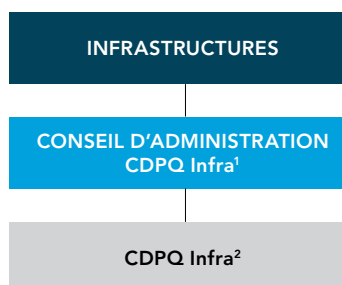 INFRASTRUCTURES
CONSEIL D’ADMINISTRATION
CDPQ Infra¹
CDPQ Infra²